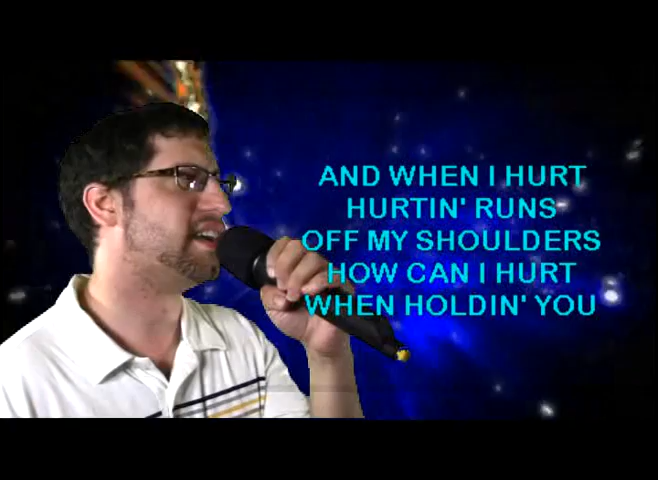 AND WHEN I HURT
HURTIN' RUNS
OFF MY SHOULDERS
HOW CAN I HURT
WHEN HOLDIN' YOU